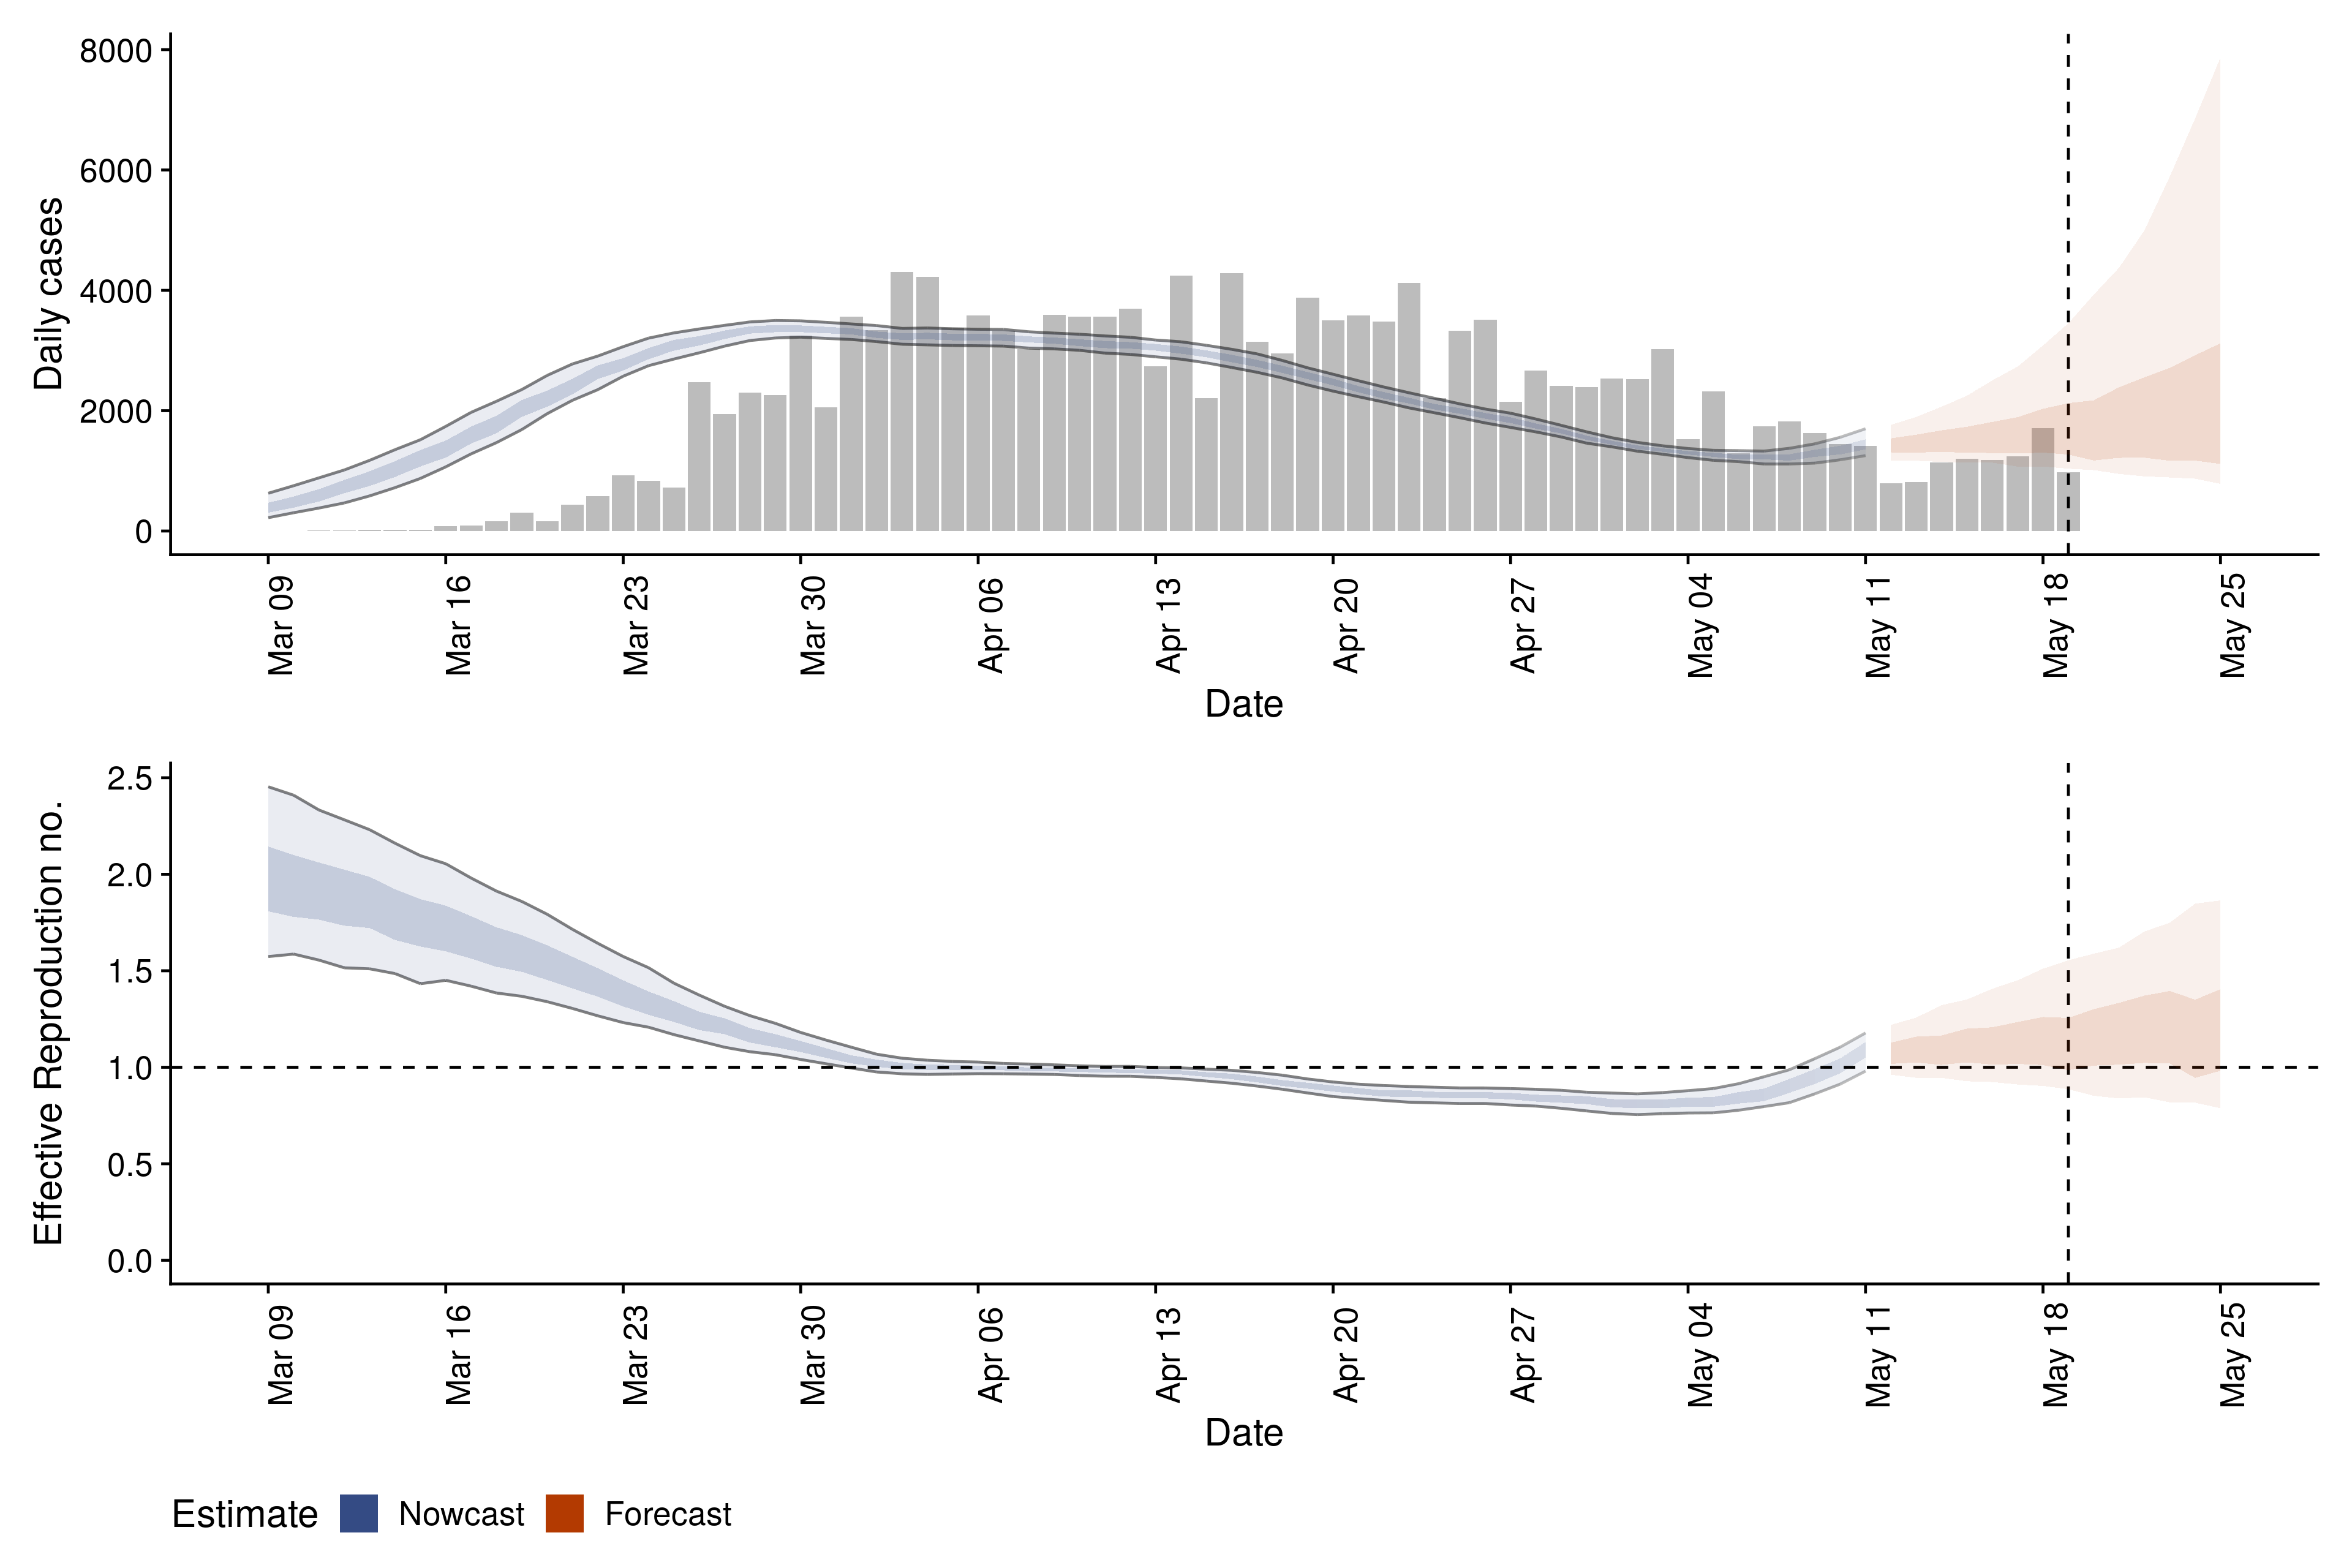 Daily cases
8000
6000
4000
2000
0
Mar 09
Mar 16
Mar 23
Mar 30
Apr 06
Apr 13
Apr 20
Apr 27
May 04
May 11
May 18
May 25
Date
Effective Reproduction no.
2.5
2.0
1.5
1.0
0.5
0.0
Mar 09
Mar 16
Mar 23
Mar 30
Apr 06
Apr 13
Apr 20
Apr 27
May 04
May 11
May 18
May 25
Date
Estimate Nowcast Forecast